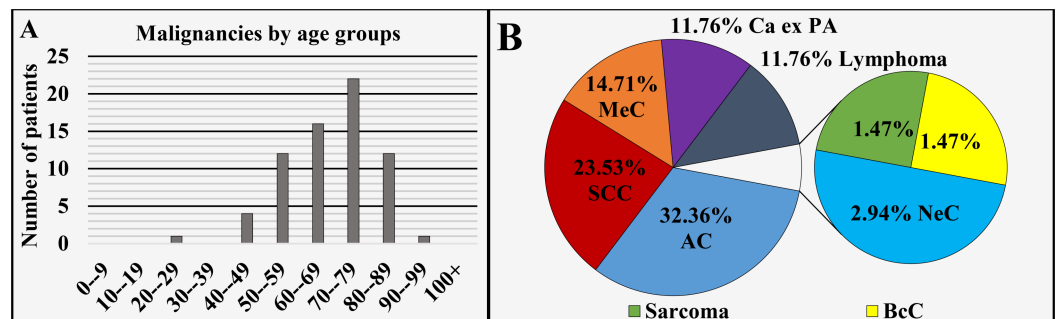 A
Malignancies by age groups
Number of patients
25
20
15
10
5
0
0--9
10--19
20--29
30--39
40--49
50--59
60--69
70--79
80--89
90--99
100+
B
11.76% Ca ex PA
11.76% Lymphoma
14.71%
MeC
23.53%
SCC
32.36%
AC
1.47%
1.47%
2.94% NeC
Sarcoma
BcC